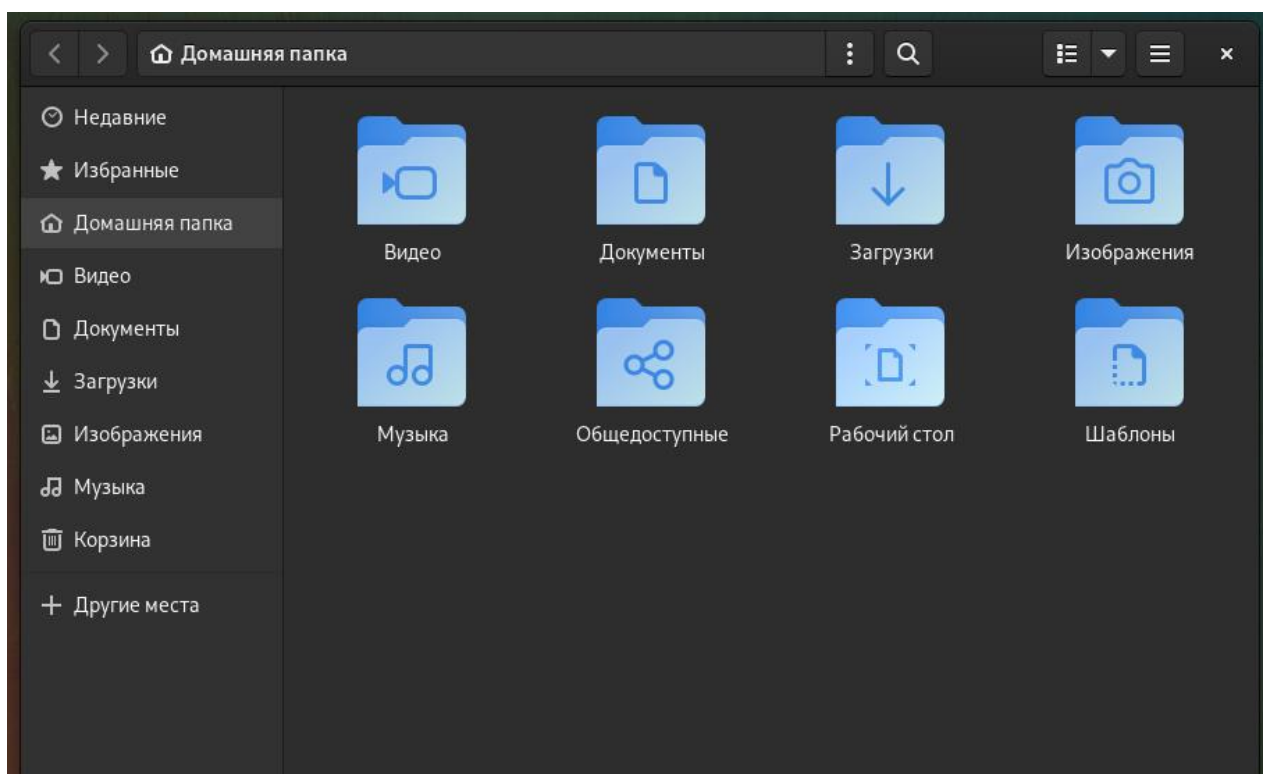 Домашняя папка
Недавние
Избранные
Домашняя папка
Видео
Документы
Загрузки
Изображения
Музыка
Корзина
Другие места
Видео
Документы
Загрузки
Изображения
Музыка
Общедоступные
Рабочий стол
Шаблоны